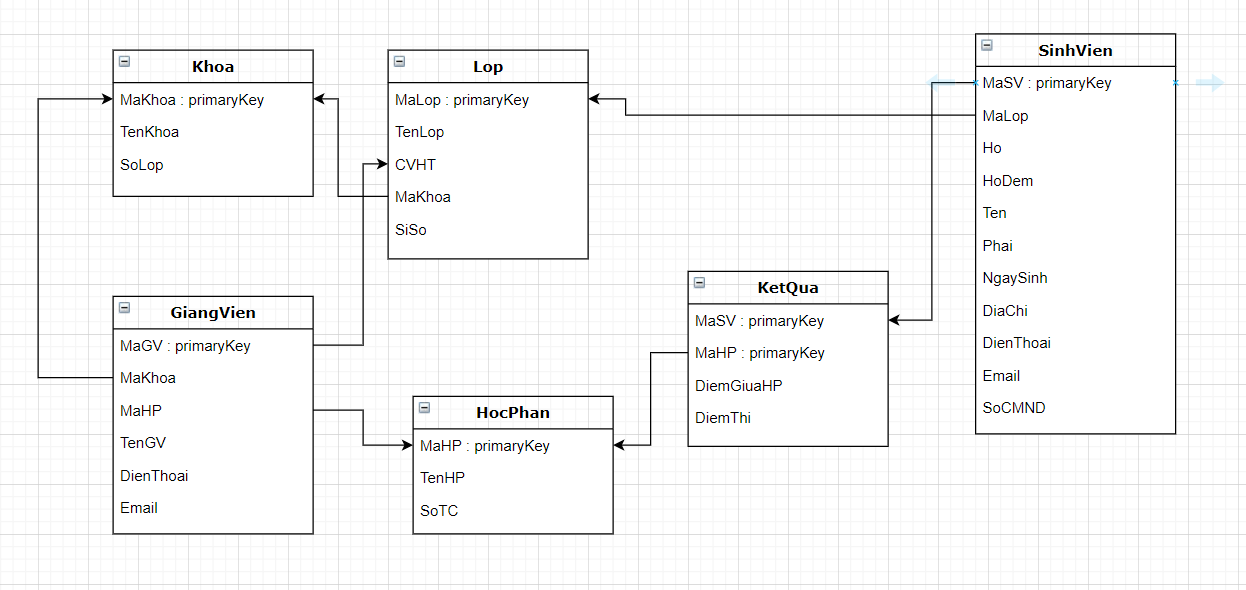 Khoa
MaKhoa : primaryKey
TenKhoa
SoLop
Lop
MaLop : primaryKey
TenLop
CVHT
MaKhoa
SiSo
SinhVien
MaSV : primaryKey
MaLop
Ho
HoDem
Ten
Phai
NgaySinh
DiaChi
DienThoai
Email
SoCMND
GiangVien
MaGV : primaryKey
MaKhoa
MaHP
TenGV
DienThoai
Email
HocPhan
MaHP : primaryKey
TenHP
SoTC
KetQua
MaSV : primaryKey
MaHP : primaryKey
DiemGiuaHP
DiemThi